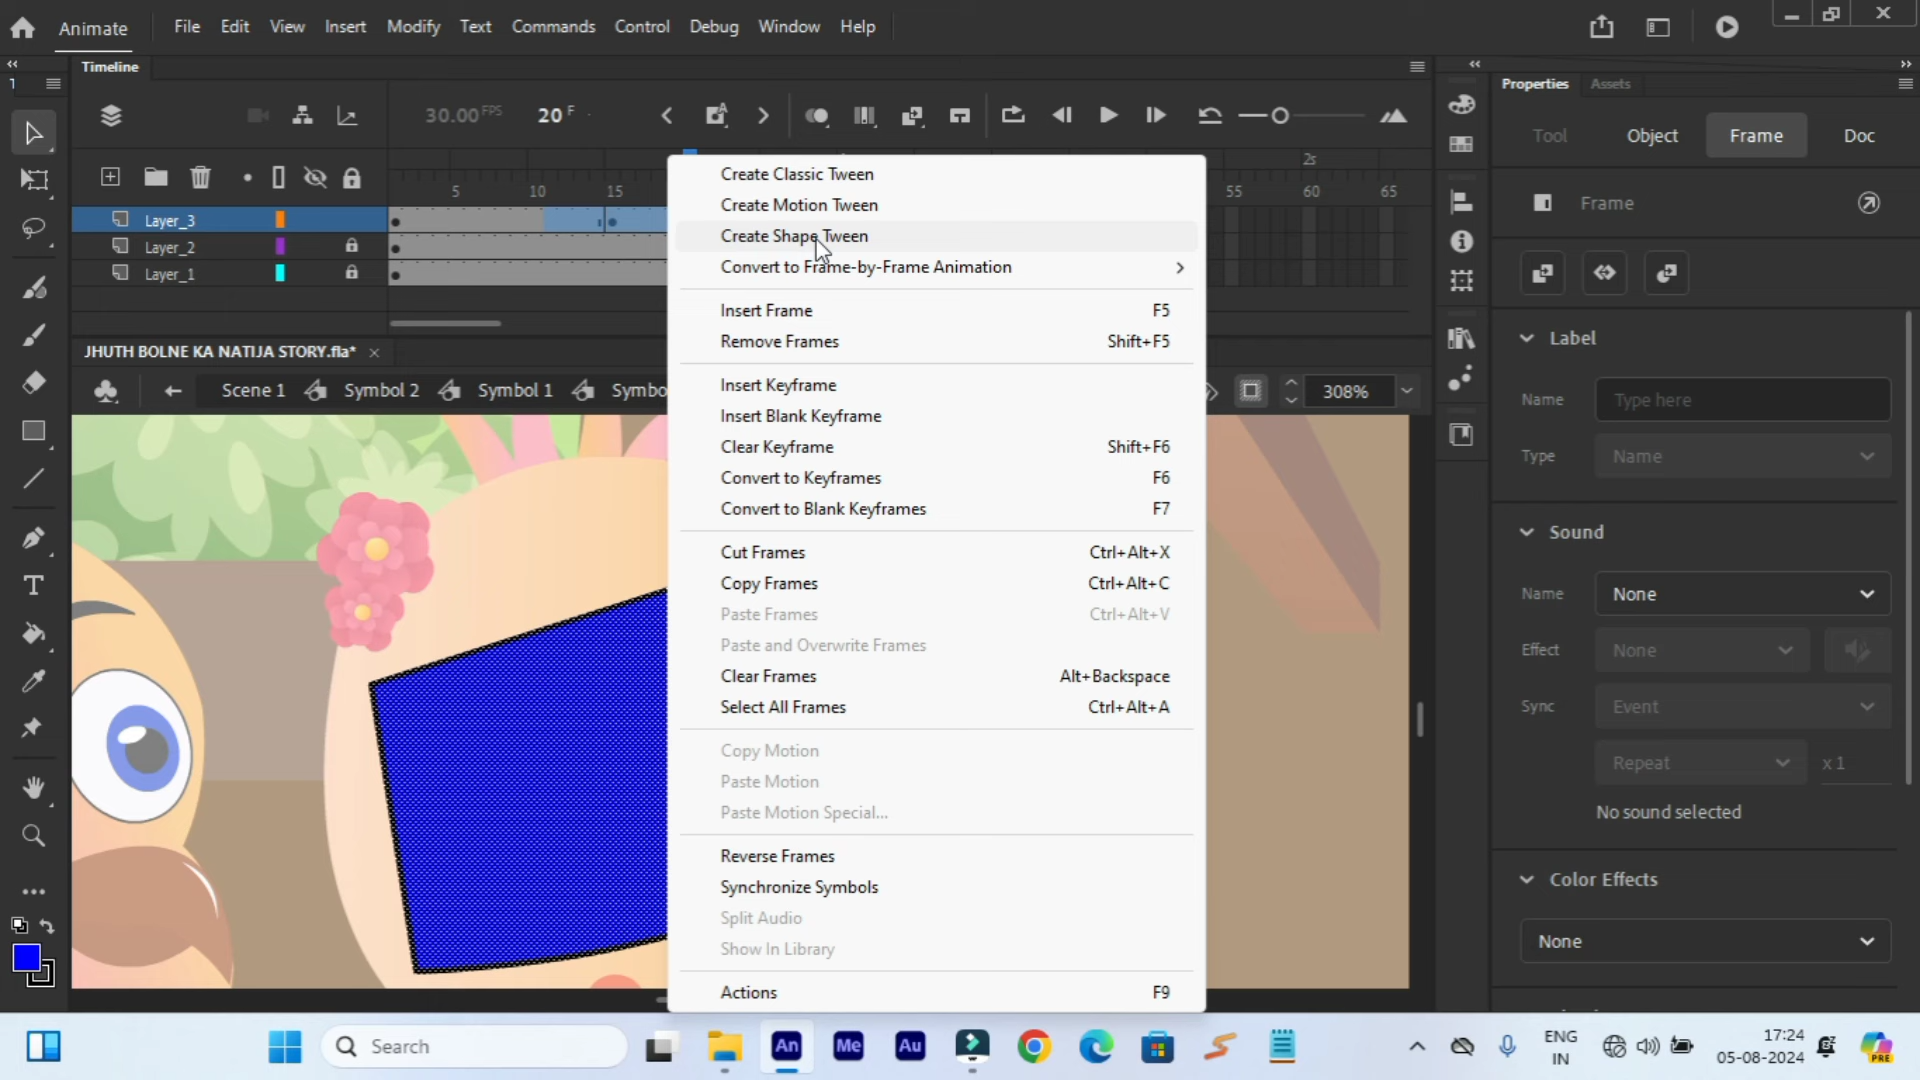 Animate
File Edit View Insert Modify Text Commands Control Debug Window Help
1
Timeline
30.00 FPS 20 F
2s
5 10 15 55 60 65
Layer_3
Layer_2
Layer_1
JHUTH BOLNE KA NATIJA STORY.fla*
Scene 1 Symbol 2 Symbol 1 Symbo 308%
Create Classic Tween
Create Motion Tween
Create Shape Tween
Convert to Frame-by-Frame Animation
Insert Frame F5
Remove Frames Shift+F5
Insert Keyframe
Insert Blank Keyframe
Clear Keyframe Shift+F6
Convert to Keyframes F6
Convert to Blank Keyframes F7
Cut Frames Ctrl+Alt+X
Copy Frames Ctrl+Alt+C
Paste Frames Ctrl+Alt+V
Paste and Overwrite Frames
Clear Frames Alt+Backspace
Select All Frames Ctrl+Alt+A
Copy Motion
Paste Motion
Paste Motion Special...
Reverse Frames
Synchronize Symbols
Split Audio
Show In Library
Actions F9
Properties Assets
Tool Object Frame Doc
Frame
Label
Name Type here
Type Name
Sound
Name None
Effect None
Sync Event
Repeat x 1
No sound selected
Color Effects
None
Search
An Me Au
ENG
IN
17:24
05-08-2024
PRE